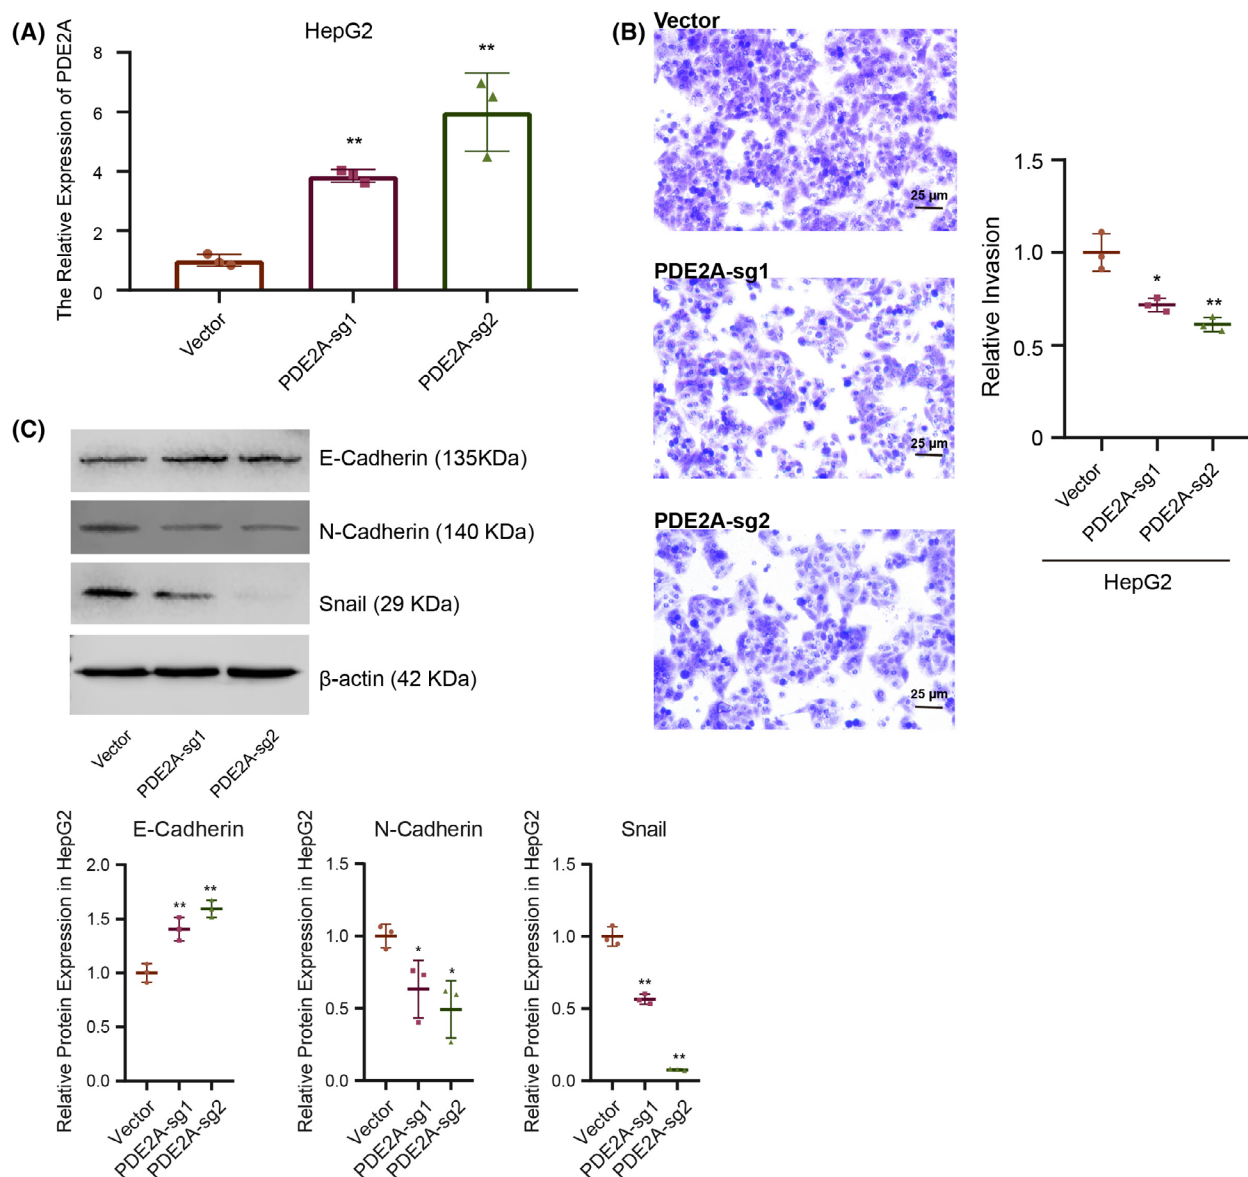 (A)
HepG2
The Relative Expression of PDE2A
8
6
4
2
0
**
**
Vector
PDE2A-sg1
PDE2A-sg2
(B)
Vector
25 µm
PDE2A-sg1
25 µm
PDE2A-sg2
25 µm
Relative Invasion
1.5
1.0
0.5
0
*
**
Vector
PDE2A-sg1
PDE2A-sg2
HepG2
(C)
E-Cadherin (135KDa)
N-Cadherin (140 KDa)
Snail (29 KDa)
β-actin (42 KDa)
Vector
PDE2A-sg1
PDE2A-sg2
E-Cadherin
Relative Protein Expression in HepG2
2.0
1.5
1.0
0.5
0.0
**
**
Vector
PDE2A-sg1
PDE2A-sg2
N-Cadherin
Relative Protein Expression in HepG2
1.5
1.0
0.5
0.0
*
*
Vector
PDE2A-sg1
PDE2A-sg2
Snail
Relative Protein Expression in HepG2
1.5
1.0
0.5
0.0
**
**
Vector
PDE2A-sg1
PDE2A-sg2